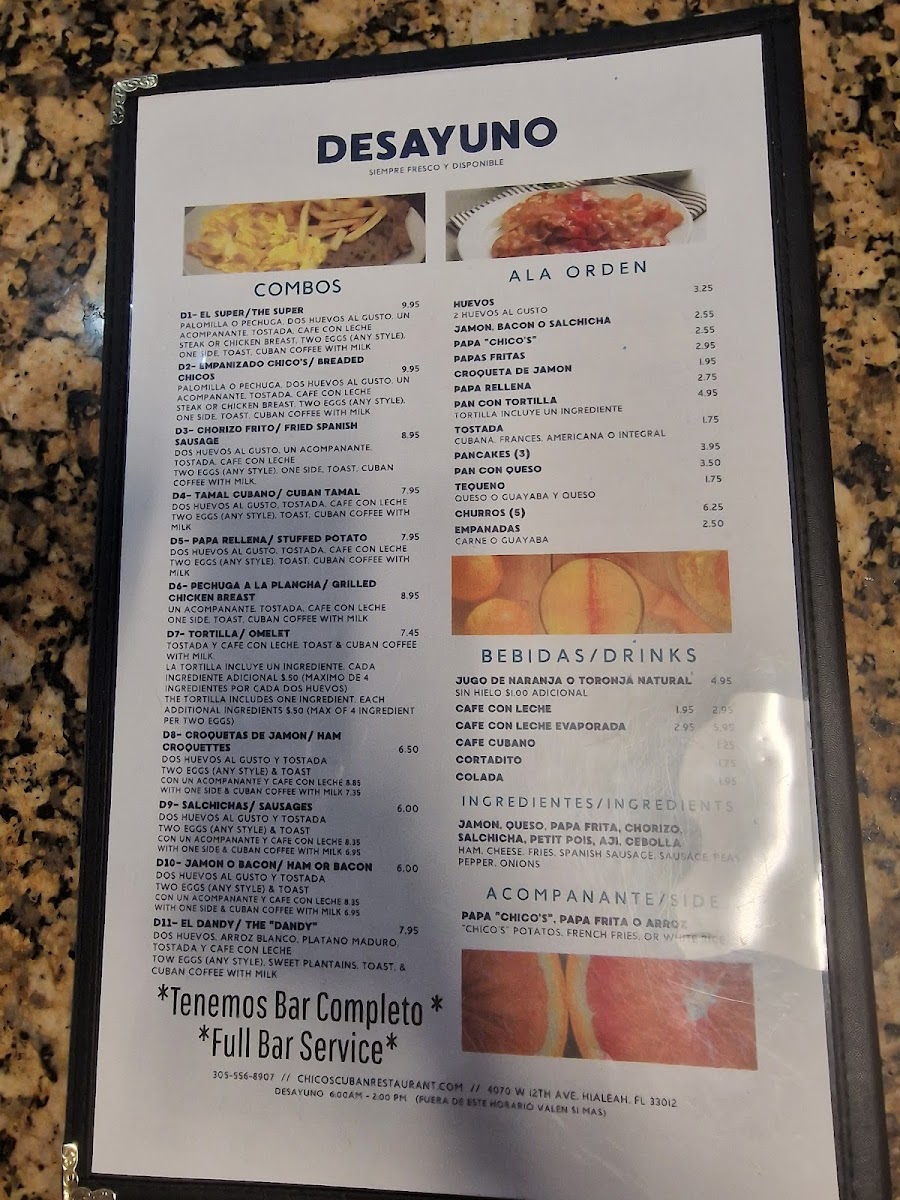 DESAYUNO
SIEMPRE FRESCO Y DISPONIBLE
COMBOS
D1- EL SUPER/THE SUPER 9.95
PALOMILLA O PECHUGA, DOS HUEVOS AL GUSTO, UN
ACOMPANANTE, TOSTADA, CAFE CON LECHE
STEAK OR CHICKEN BREAST, TWO EGGS (ANY STYLE),
ONE SIDE, TOAST, CUBAN COFFEE WITH MILK
D2- EMPANIZADO CHICO'S/ BREADED
CHICOS 9.95
PALOMILLA O PECHUGA, DOS HUEVOS AL GUSTO, UN
ACOMPANANTE, TOSTADA, CAFE CON LECHE
STEAK OR CHICKEN BREAST, TWO EGGS (ANY STYLE),
ONE SIDE, TOAST, CUBAN COFFEE WITH MILK
D3- CHORIZO FRITO/ FRIED SPANISH
SAUSAGE 8.95
DOS HUEVOS AL GUSTO, UN ACOMPANANTE,
TOSTADA, CAFE CON LECHE
TWO EGGS (ANY STYLE), ONE SIDE, TOAST, CUBAN
COFFEE WITH MILK,
D4- TAMAL CUBANO/ CUBAN TAMAL 7.95
DOS HUEVOS AL GUSTO, TOSTADA, CAFE CON LECHE
TWO EGGS (ANY STYLE), TOAST, CUBAN COFFEE WITH
MILK
D5- PAPA RELLENA/ STUFFED POTATO 7.95
DOS HUEVOS AL GUSTO, TOSTADA, CAFE CON LECHE
TWO EGGS (ANY STYLE), TOAST, CUBAN COFFEE WITH
MILK
D6- PECHUGA A LA PLANCHA/ GRILLED
CHICKEN BREAST 8.95
UN ACOMPANANTE, TOSTADA, CAFE CON LECHE
ONE SIDE, TOAST, CUBAN COFFEE WITH MILK
D7- TORTILLA/ OMELET 7.45
TOSTADA Y CAFE CON LECHE, TOAST & CUBAN COFFEE
WITH MILK.
LA TORTILLA INCLUYE UN INGREDIENTE, CADA
INGREDIENTE ADICIONAL $.50 (MAXIMO DE 4
INGREDIENTES POR CADA DOS HUEVOS)
THE TORTILLA INCLUDES ONE INGREDIENT, EACH
ADDITIONAL INGREDIENTS $.50 (MAX OF 4 INGREDIENT
PER TWO EGGS)
D8- CROQUETAS DE JAMON/ HAM
CROQUETTES 6.50
DOS HUEVOS AL GUSTO Y TOSTADA
TWO EGGS (ANY STYLE) & TOAST
CON UN ACOMPANANTE Y CAFE CON LECHE 8.85
WITH ONE SIDE & CUBAN COFFEE WITH MILK 7.35
D9- SALCHICHAS/ SAUSAGES 6.00
DOS HUEVOS AL GUSTO Y TOSTADA
TWO EGGS (ANY STYLE) & TOAST
CON UN ACOMPANANTE Y CAFE CON LECHE 8.35
WITH ONE SIDE & CUBAN COFFEE WITH MILK 6.95
D10- JAMON O BACON/ HAM OR BACON 6.00
DOS HUEVOS AL GUSTO Y TOSTADA
TWO EGGS (ANY STYLE) & TOAST
CON UN ACOMPANANTE Y CAFE CON LECHE 8.35
WITH ONE SIDE & CUBAN COFFEE WITH MILK 6.95
D11- EL DANDY/ THE "DANDY" 7.95
DOS HUEVOS, ARROZ BLANCO, PLATANO MADURO,
TOSTADA Y CAFE CON LECHE
TOW EGGS (ANY STYLE), SWEET PLANTAINS, TOAST, &
CUBAN COFFEE WITH MILK
*Tenemos Bar Completo *
*Full Bar Service*
ALA ORDEN
HUEVOS 3.25
2 HUEVOS AL GUSTO
JAMON, BACON O SALCHICHA 2.55
PAPA "CHICO'S" 2.55
PAPAS FRITAS 2.95
CROQUETA DE JAMON 1.95
PAPA RELLENA 2.75
PAN CON TORTILLA 4.95
TORTILLA INCLUYE UN INGREDIENTE
TOSTADA 1.75
CUBANA, FRANCES, AMERICANA O INTEGRAL
PANCAKES (3) 3.95
PAN CON QUESO 3.50
TEQUENO 1.75
QUESO O GUAYABA Y QUESO
CHURROS (5) 6.25
EMPANADAS 2.50
CARNE O GUAYABA
BEBIDAS/DRINKS
JUGO DE NARANJA O TORONJA NATURAL 4.95
SIN HIELO $1.00 ADICIONAL
CAFE CON LECHE 1.95 2.95
CAFE CON LECHE EVAPORADA 2.95 3.95
CAFE CUBANO 1.25
CORTADITO 1.25
COLADA 1.95
INGREDIENTES/INGREDIENTS
JAMON, QUESO, PAPA FRITA, CHORIZO,
SALCHICHA, PETIT POIS, AJI, CEBOLLA
HAM, CHEESE, FRIES, SPANISH SAUSAGE, SAUSAGE, PEAS
PEPPER, ONIONS
ACOMPANANTE/SIDE
PAPA "CHICO'S", PAPA FRITA O ARROZ
"CHICO'S" POTATOS, FRENCH FRIES, OR WHITE RICE
305-556-8907 // CHICOSCUBANRESTAURANT.COM // 4070 W 12TH AVE, HIALEAH, FL 33012
DESAYUNO 6:00AM - 2:00 PM (FUERA DE ESTE HORARIO VALEN $1 MAS)